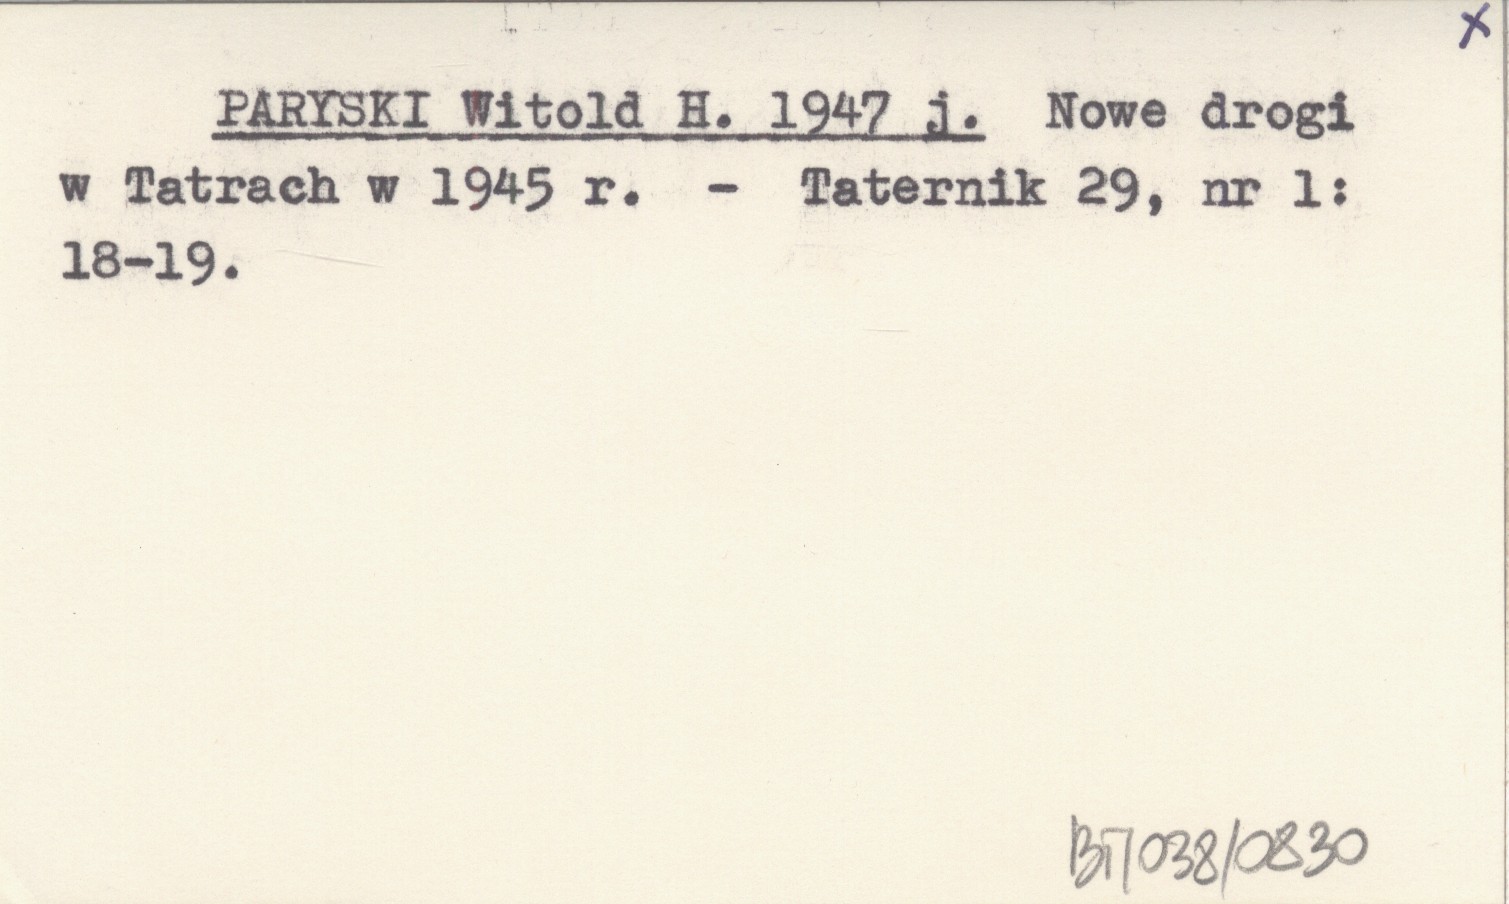 x
PARYSKI Witold H. 1947 j. Nowe drogi
w Tatrach w 1945 r. - Taternik 29, nr 1:
18-19.
BT/038/0830